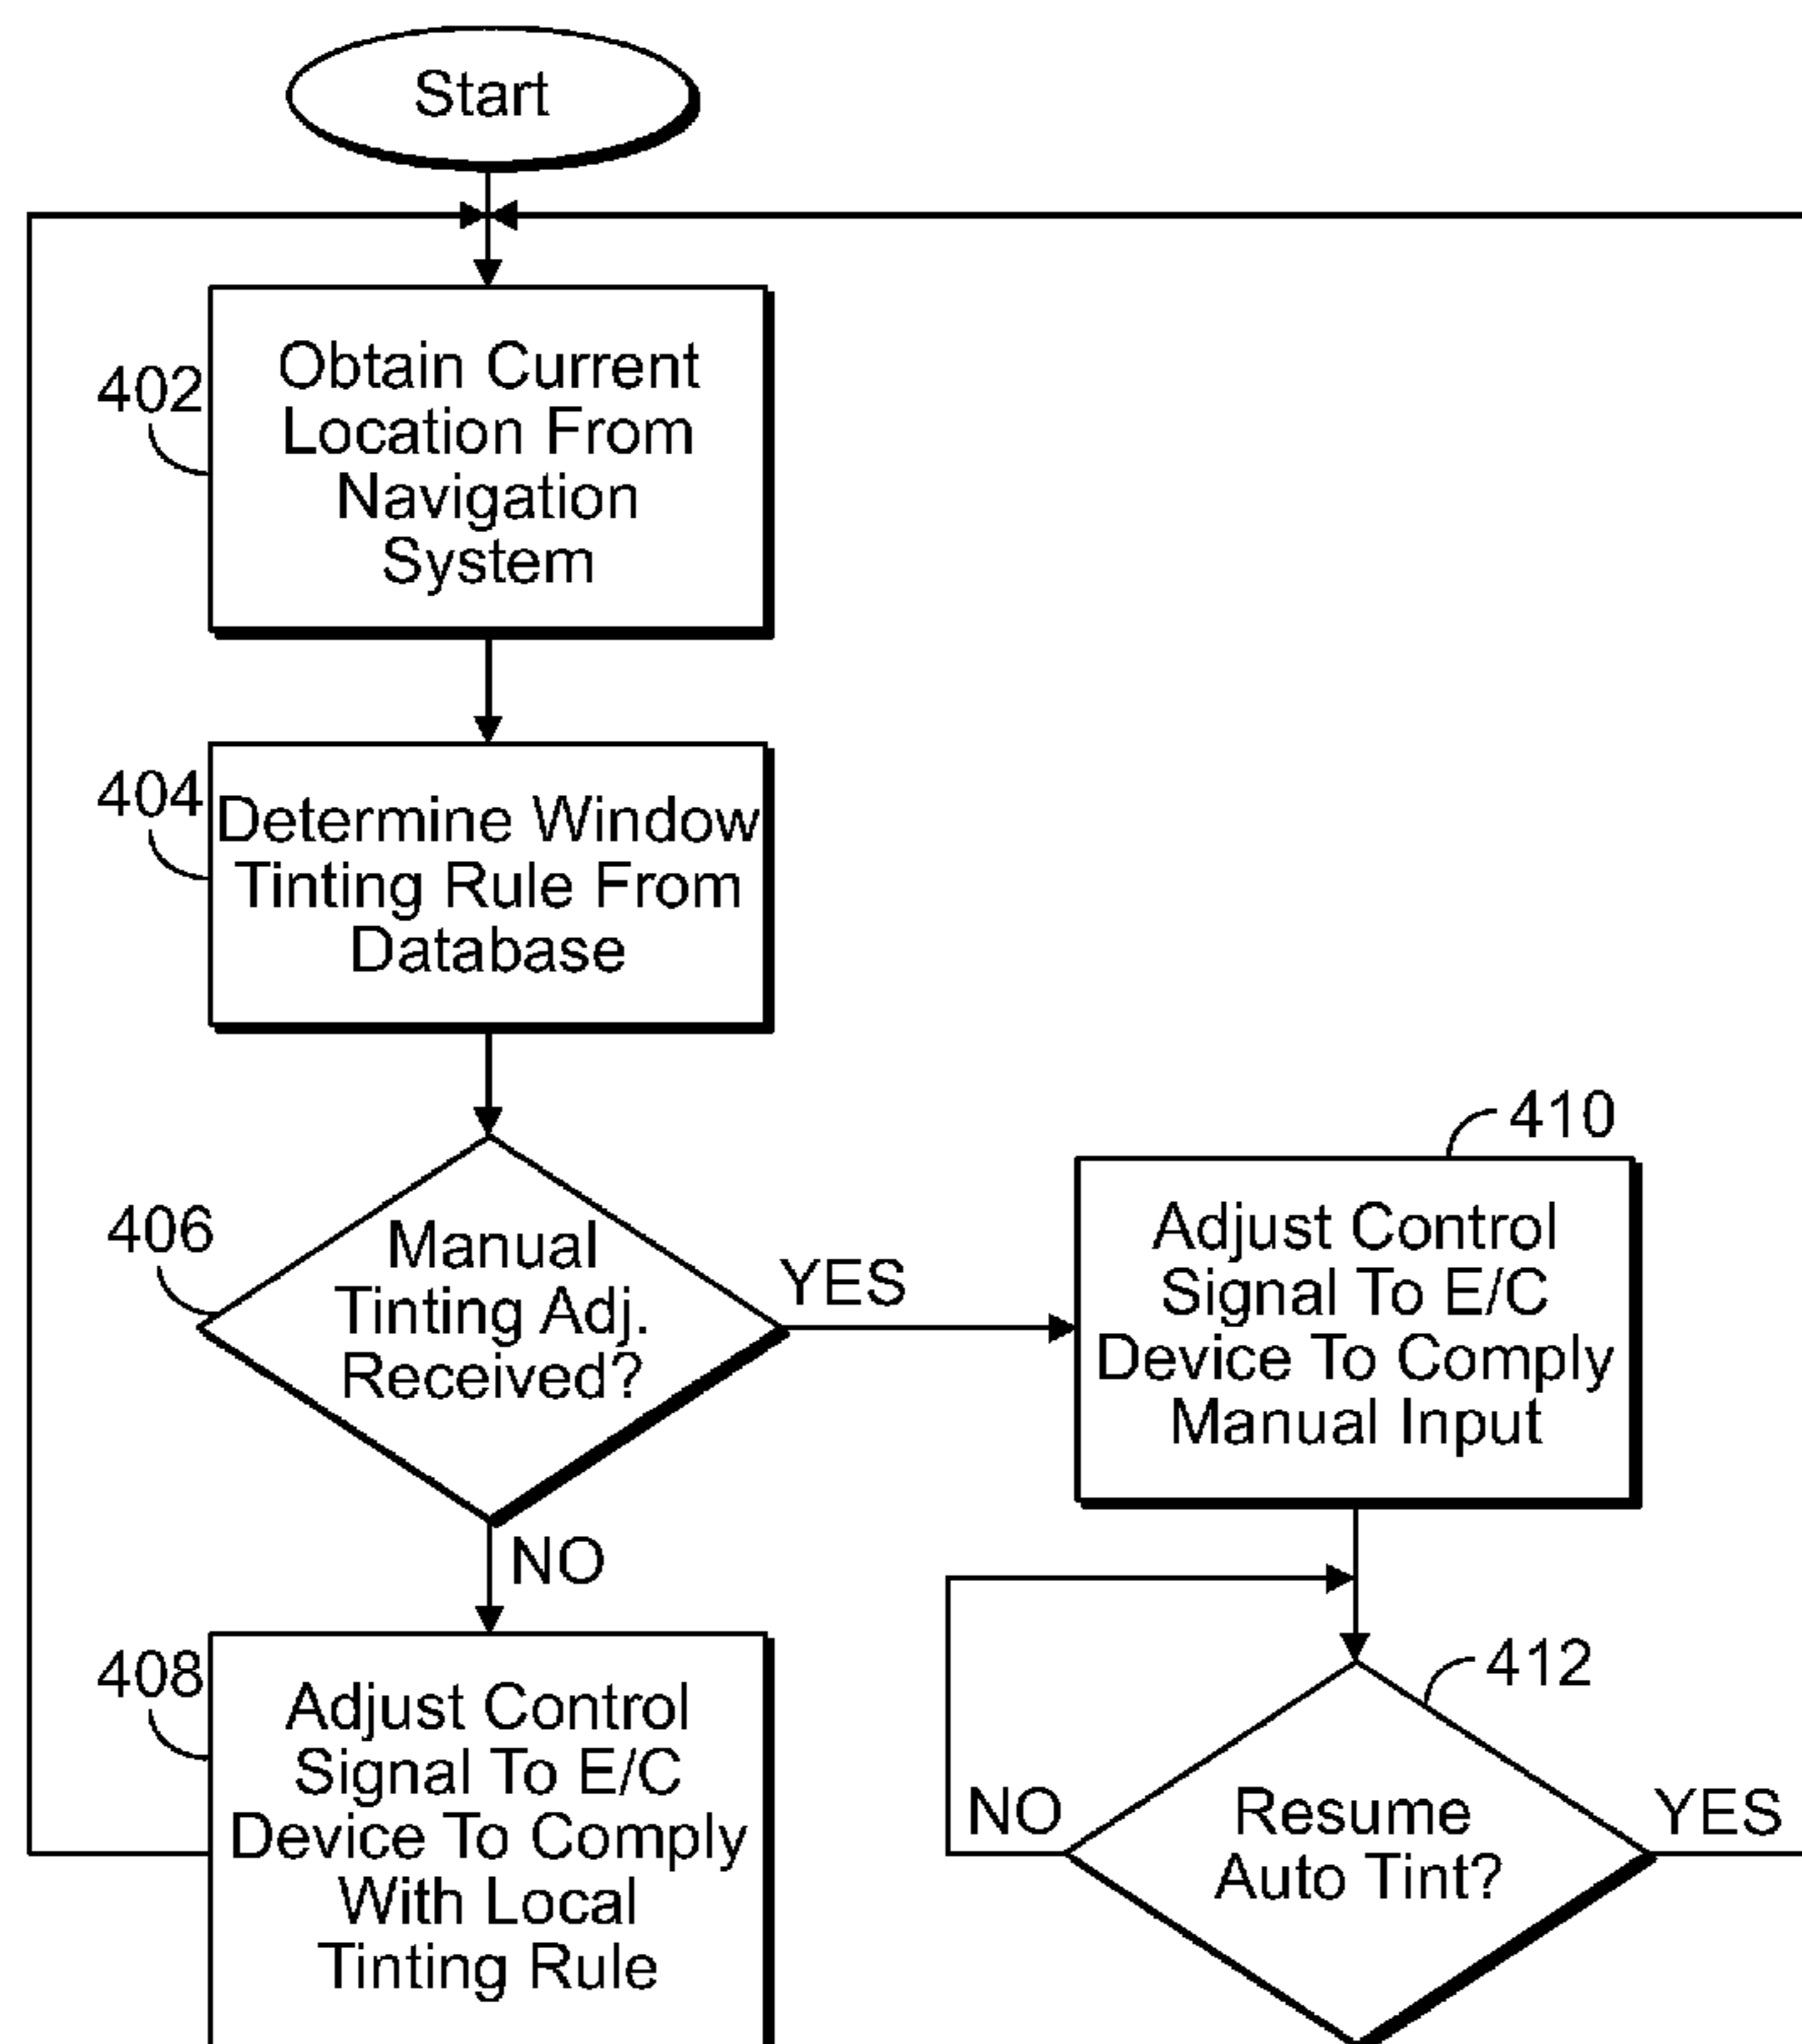 Start
402
Obtain Current
Location From
Navigation
System
404
Determine Window
Tinting Rule From
Database
406
Manual
Tinting Adj.
Received?
YES
NO
408
Adjust Control
Signal To E/C
Device To Comply
With Local
Tinting Rule
410
Adjust Control
Signal To E/C
Device To Comply
Manual Input
412
Resume
Auto Tint?
NO
YES